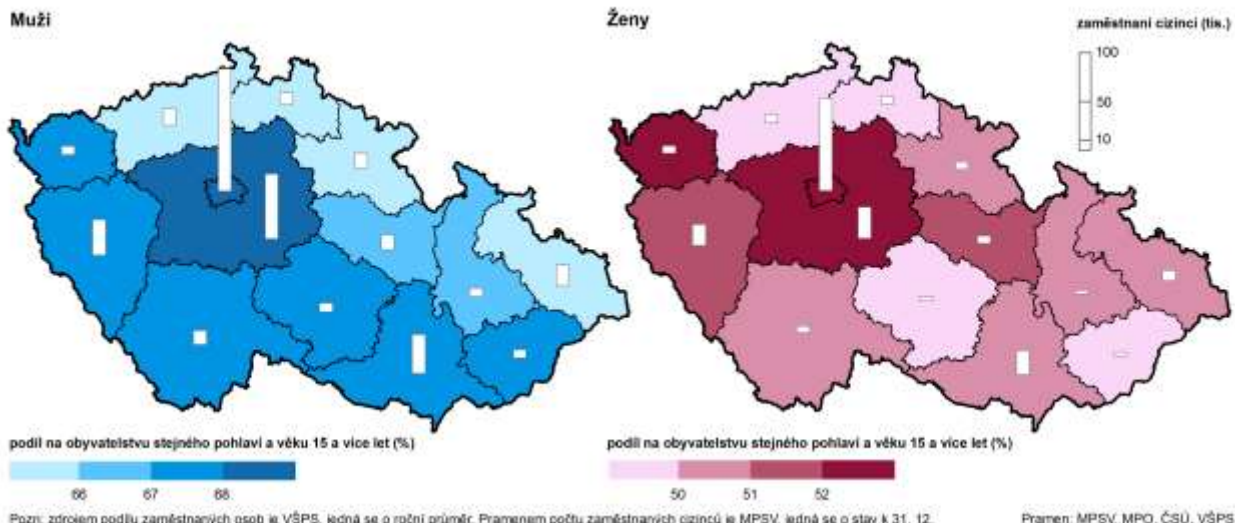 Muži
Ženy
zaměstnaní cizinci (tis.)
100
50
10
podíl na obyvatelstvu stejného pohlaví a věku 15 a více let (%)
66 67 68
podíl na obyvatelstvu stejného pohlaví a věku 15 a více let (%)
50 51 52
Pozn: zdrojem podílu zaměstnaných osob je VŠPS, jedná se o roční průměr. Pramenem počtu zaměstnaných cizinců je MPSV, jedná se o stav k 31. 12.
Pramen: MPSV, MPO, ČSÚ, VŠPS